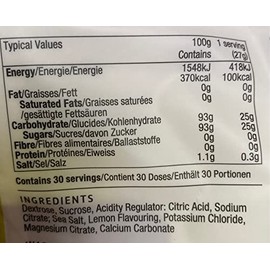 Typical Values 100g 1 serving
Contains (27g)
Energy/Energie/Energie 1548kJ 418kJ
370kcal 100kcal
Fat/Graisses/Fett 0g 0g
Saturated Fats/Graisses saturées 0g 0g
/gesättigte Fettsäuren
Carbohydrate/Glucides/Kohlenhydrate 93g 25g
Sugars/Sucres/davon Zucker 93g 25g
Fibre/Fibres alimentaires/Ballaststoffe 0g 0g
Protein/Protéines/Eiweiss 0g 0g
Salt/Sel/Salz 1.1g 0.3g
Contains 30 servings/Contient 30 Doses/Enthält 30 Portionen
INGREDIENTS
Dextrose, Sucrose, Acidity Regulator: Citric Acid, Sodium
Citrate; Sea Salt, Lemon Flavouring, Potassium Chloride,
Magnesium Citrate, Calcium Carbonate